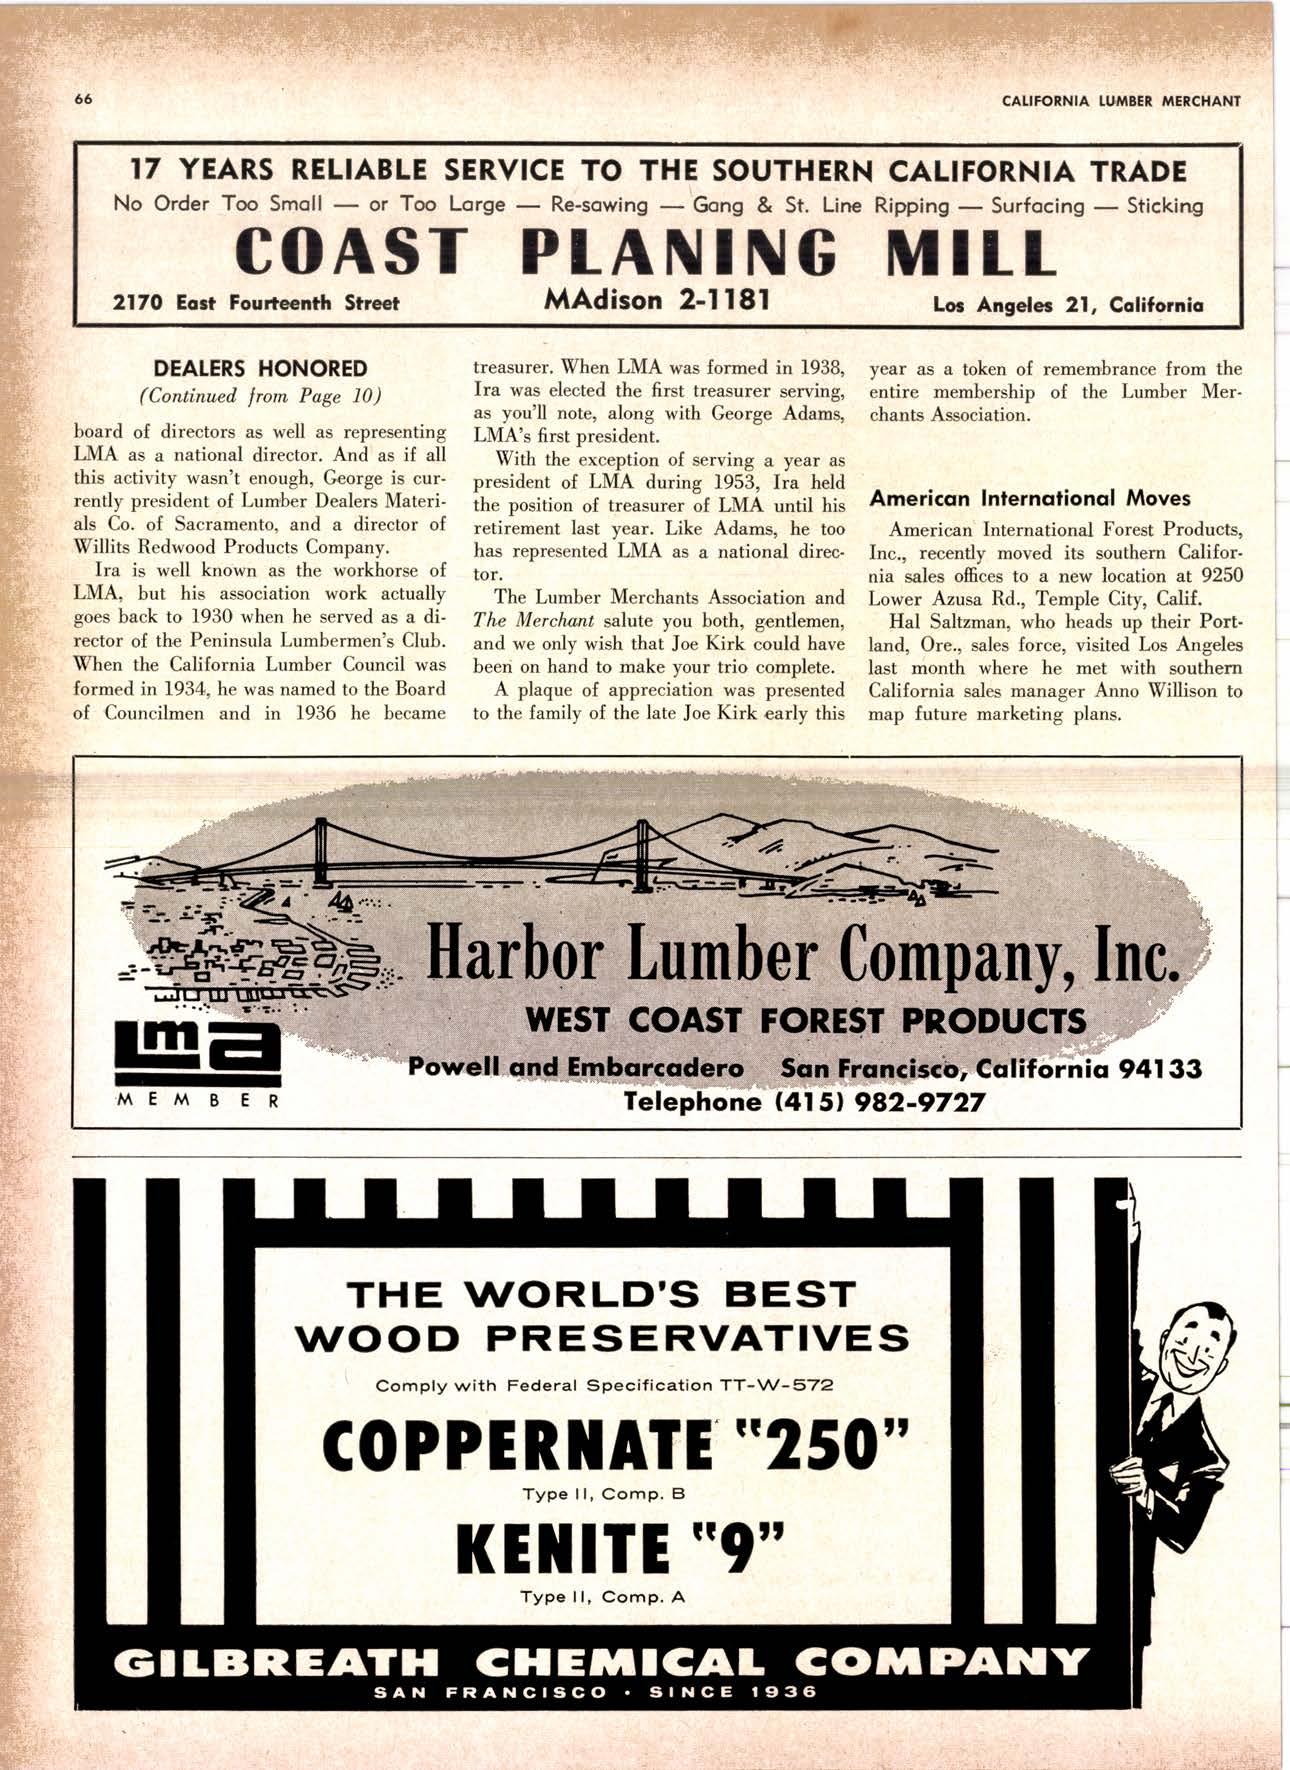 66
CALIFORNIA LUMBER MERCHANT
17 YEARS RELIABLE SERVICE TO THE SOUTHERN CALIFORNIA TRADE
No Order Too Small — or Too Large — Re-sawing — Gang & St. Line Ripping — Surfacing — Sticking
COAST PLANING MILL
2170 East Fourteenth Street MAdison 2-1181 Los Angeles 21, California
DEALERS HONORED
(Continued from Page 10)
board of directors as well as representing
LMA as a national director. And as if all
this activity wasn't enough, George is cur-
rently president of Lumber Dealers Materi-
als Co. of Sacramento, and a director of
Willits Redwood Products Company.
Ira is well known as the workhorse of
LMA, but his association work actually
goes back to 1930 when he served as a di-
rector of the Peninsula Lumbermen's Club.
When the California Lumber Council was
formed in 1934, he was named to the Board
of Councilmen and in 1936 he became
treasurer. When LMA was formed in 1938,
Ira was elected the first treasurer serving,
as you'll note, along with George Adams,
LMA's first president.
With the exception of serving a year as
president of LMA during 1953, Ira held
the position of treasurer of LMA until his
retirement last year. Like Adams, he too
has represented LMA as a national direc-
tor.
The Lumber Merchants Association and
The Merchant salute you both, gentlemen,
and we only wish that Joe Kirk could have
been on hand to make your trio complete.
A plaque of appreciation was presented
to the family of the late Joe Kirk early this
year as a token of remembrance from the
entire membership of the Lumber Mer-
chants Association.
American International Moves
American International Forest Products,
Inc., recently moved its southern Califor-
nia sales offices to a new location at 9250
Lower Azusa Rd., Temple City, Calif.
Hal Saltzman, who heads up their Port-
land, Ore., sales force, visited Los Angeles
last month where he met with southern
California sales manager Anno Willison to
map future marketing plans.
Harbor Lumber Company, Inc.
WEST COAST FOREST PRODUCTS
Powell and Embarcadero San Francisco, California 94133
Telephone (415) 982-9727
lma
MEMBER
THE WORLD'S BEST
WOOD PRESERVATIVES
Comply with Federal Specification TT-W-572
COPPERNATE "250"
Type II, Comp. B
KENITE "9"
Type II, Comp. A
GILBREATH CHEMICAL COMPANY
SAN FRANCISCO · SINCE 1936